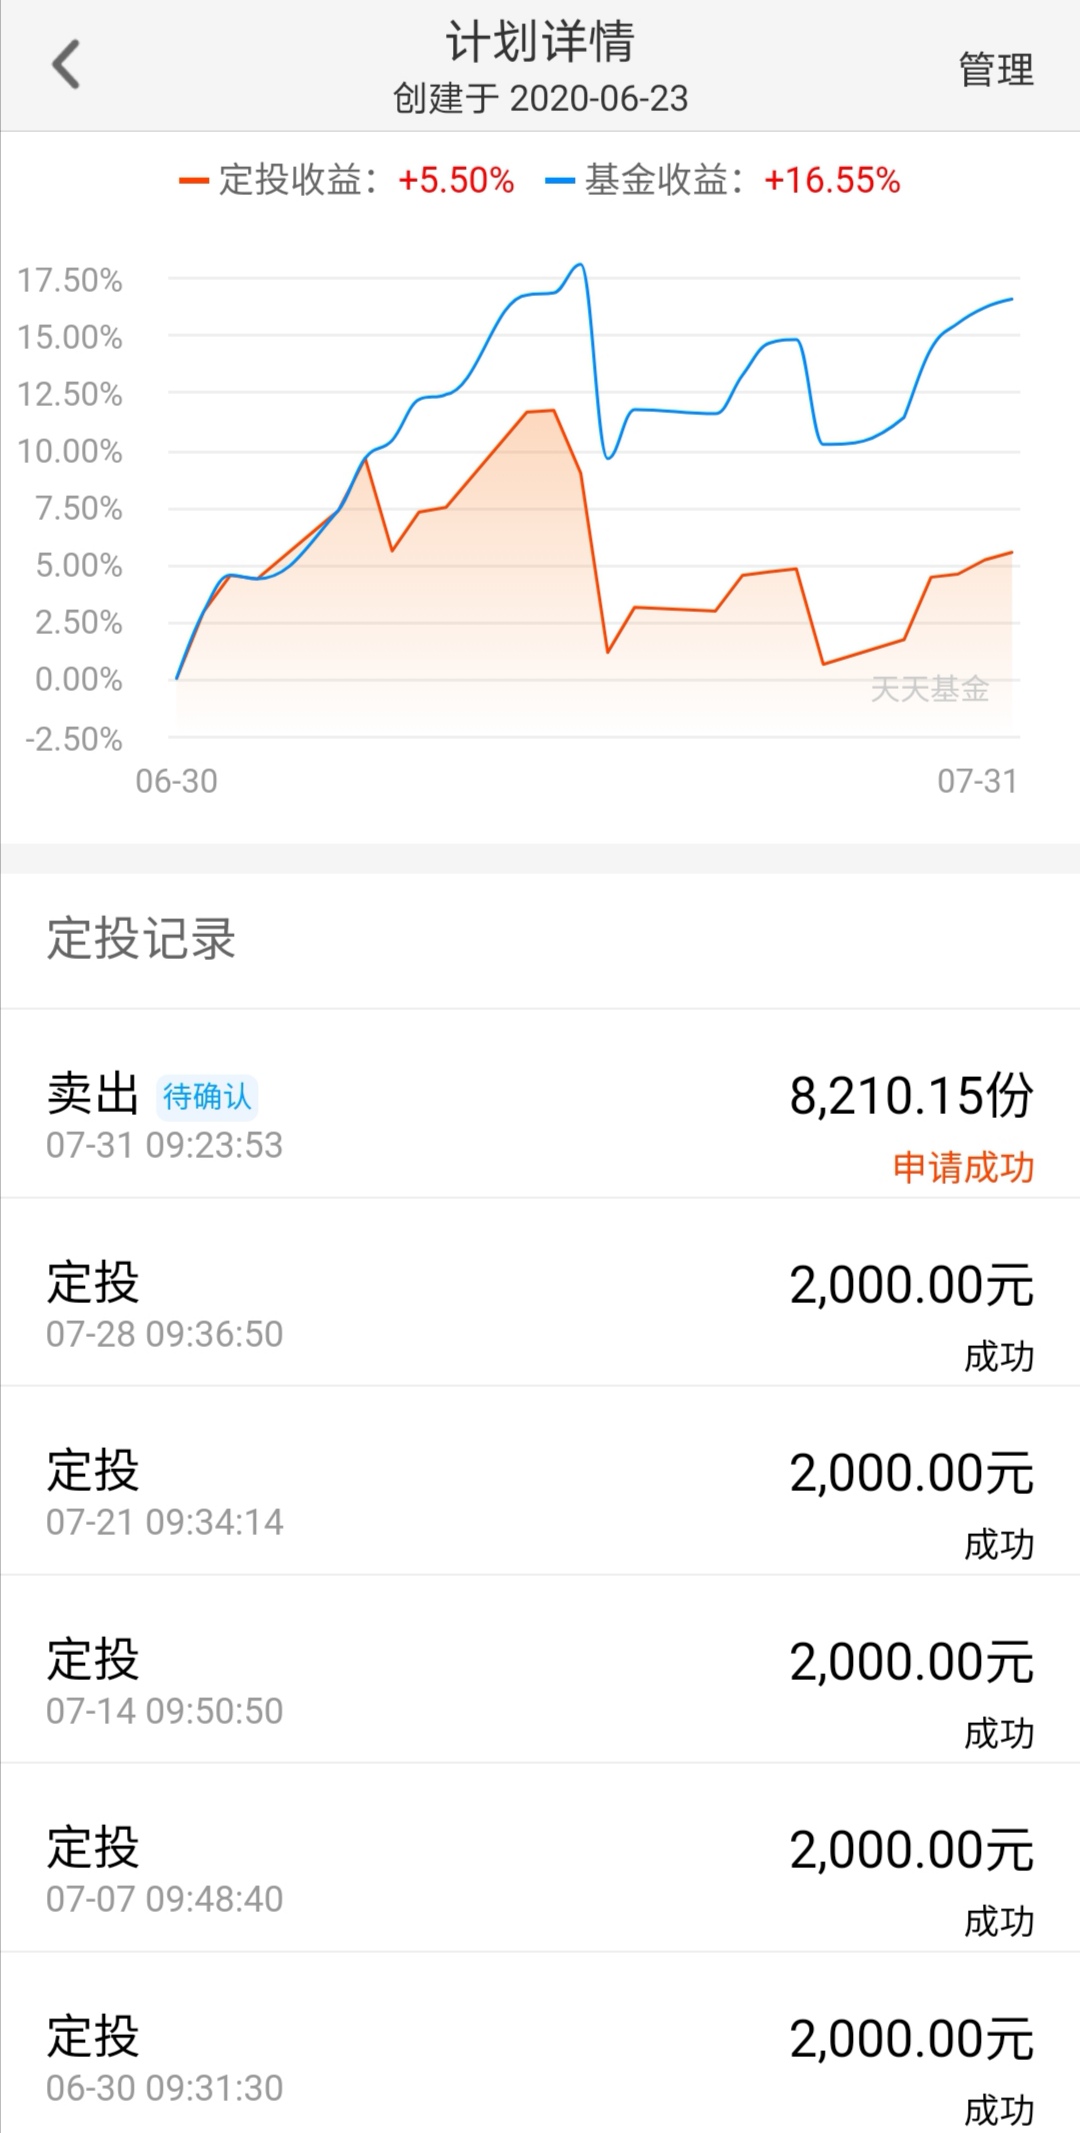 计划详情
创建于 2020-06-23
管理
定投收益：+5.50% 基金收益：+16.55%
17.50%
15.00%
12.50%
10.00%
7.50%
5.00%
2.50%
0.00%
-2.50%
天天基金
06-30 07-31
定投记录
卖出 待确认 8,210.15份
07-31 09:23:53 申请成功
定投 2,000.00元
07-28 09:36:50 成功
定投 2,000.00元
07-21 09:34:14 成功
定投 2,000.00元
07-14 09:50:50 成功
定投 2,000.00元
07-07 09:48:40 成功
定投 2,000.00元
06-30 09:31:30 成功